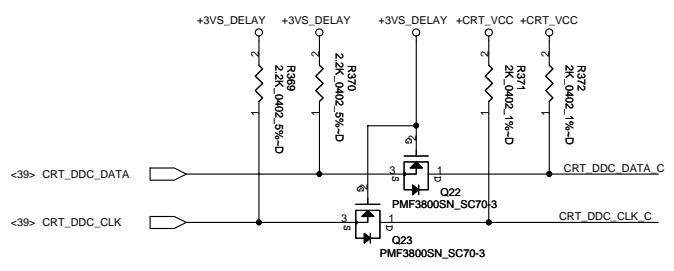 +3VS_DELAY +3VS_DELAY +3VS_DELAY +CRT_VCC +CRT_VCC
2 2 2 2
R369
2.2K_0402_5%~D
R370
2.2K_0402_5%~D
R371
2K_0402_1%~D
R372
2K_0402_1%~D
1 1 1 1
2
G
<39> CRT_DDC_DATA
3 1
S D
CRT_DDC_DATA_C
Q22
PMF3800SN_SC70-3
2
G
<39> CRT_DDC_CLK
3 1
S D
CRT_DDC_CLK_C
Q23
PMF3800SN_SC70-3